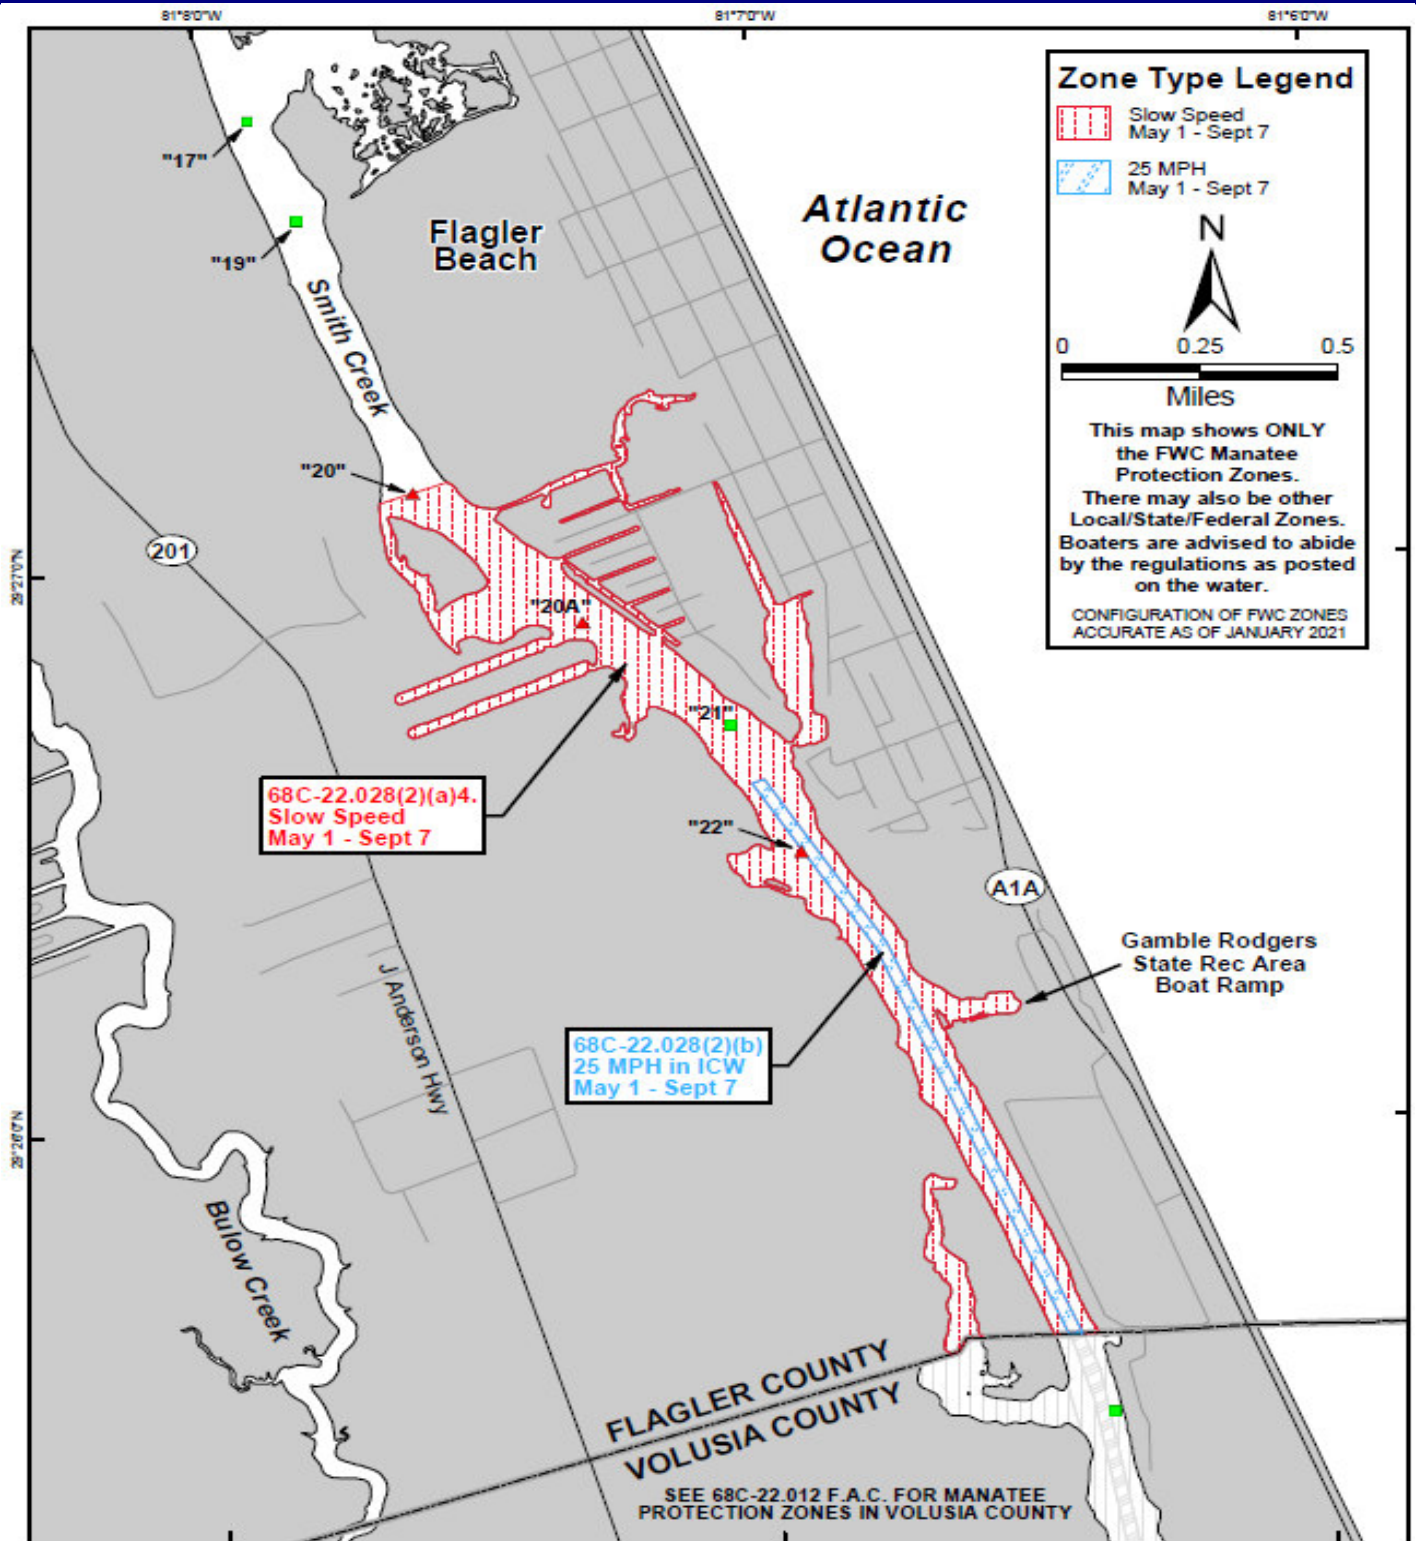 81°8'0"W
81°7'0"W
81°6'0"W
Zone Type Legend
Slow Speed
May 1 - Sept 7
25 MPH
May 1 - Sept 7
N
0 0.25 0.5
Miles
This map shows ONLY
the FWC Manatee
Protection Zones.
There may also be other
Local/State/Federal Zones.
Boaters are advised to abide
by the regulations as posted
on the water.
CONFIGURATION OF FWC ZONES
ACCURATE AS OF JANUARY 2021
"17"
"19"
Flagler
Beach
Atlantic
Ocean
Smith Creek
"20"
201
29°27'0"N
"20A"
"21"
68C-22.028(2)(a)4.
Slow Speed
May 1 - Sept 7
"22"
A1A
Gamble Rodgers
State Rec Area
Boat Ramp
J Anderson Hwy
68C-22.028(2)(b)
25 MPH in ICW
May 1 - Sept 7
29°26'0"N
Bulow Creek
FLAGLER COUNTY
VOLUSIA COUNTY
SEE 68C-22.012 F.A.C. FOR MANATEE
PROTECTION ZONES IN VOLUSIA COUNTY